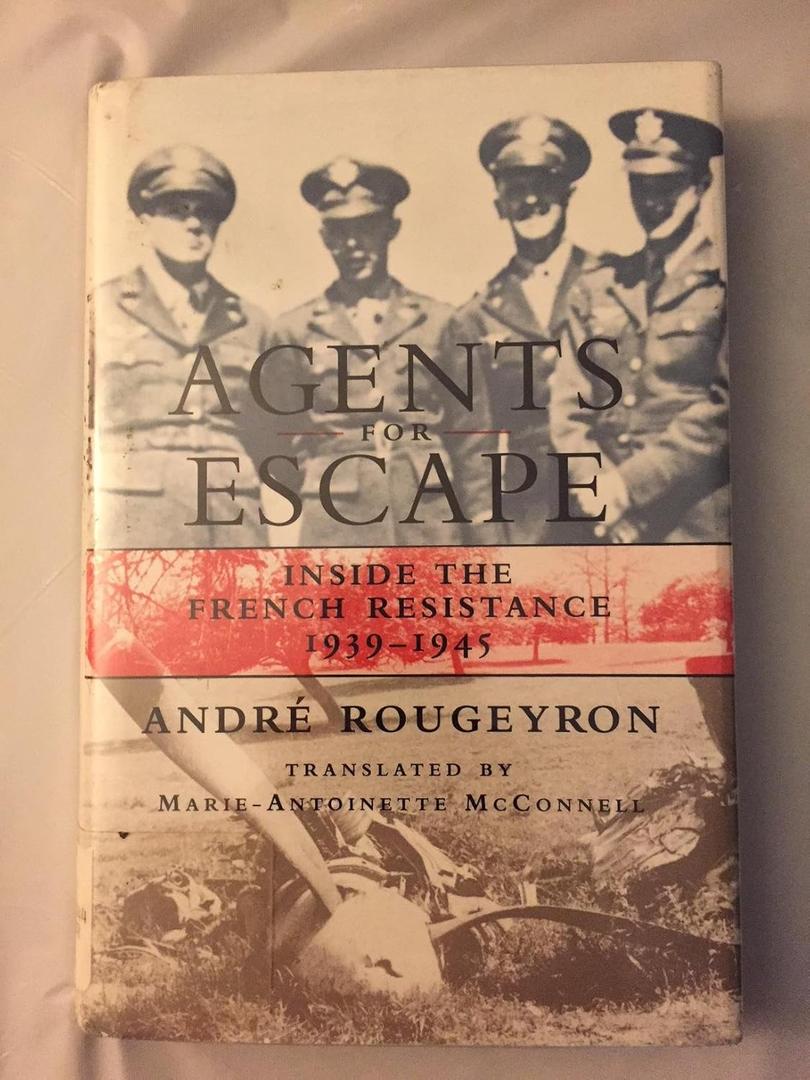 AGENTS
FOR
ESCAPE
INSIDE THE
FRENCH RESISTANCE
1939–1945
ANDRÉ ROUGEYRON
TRANSLATED BY
MARIE-ANTOINETTE MCCONNELL